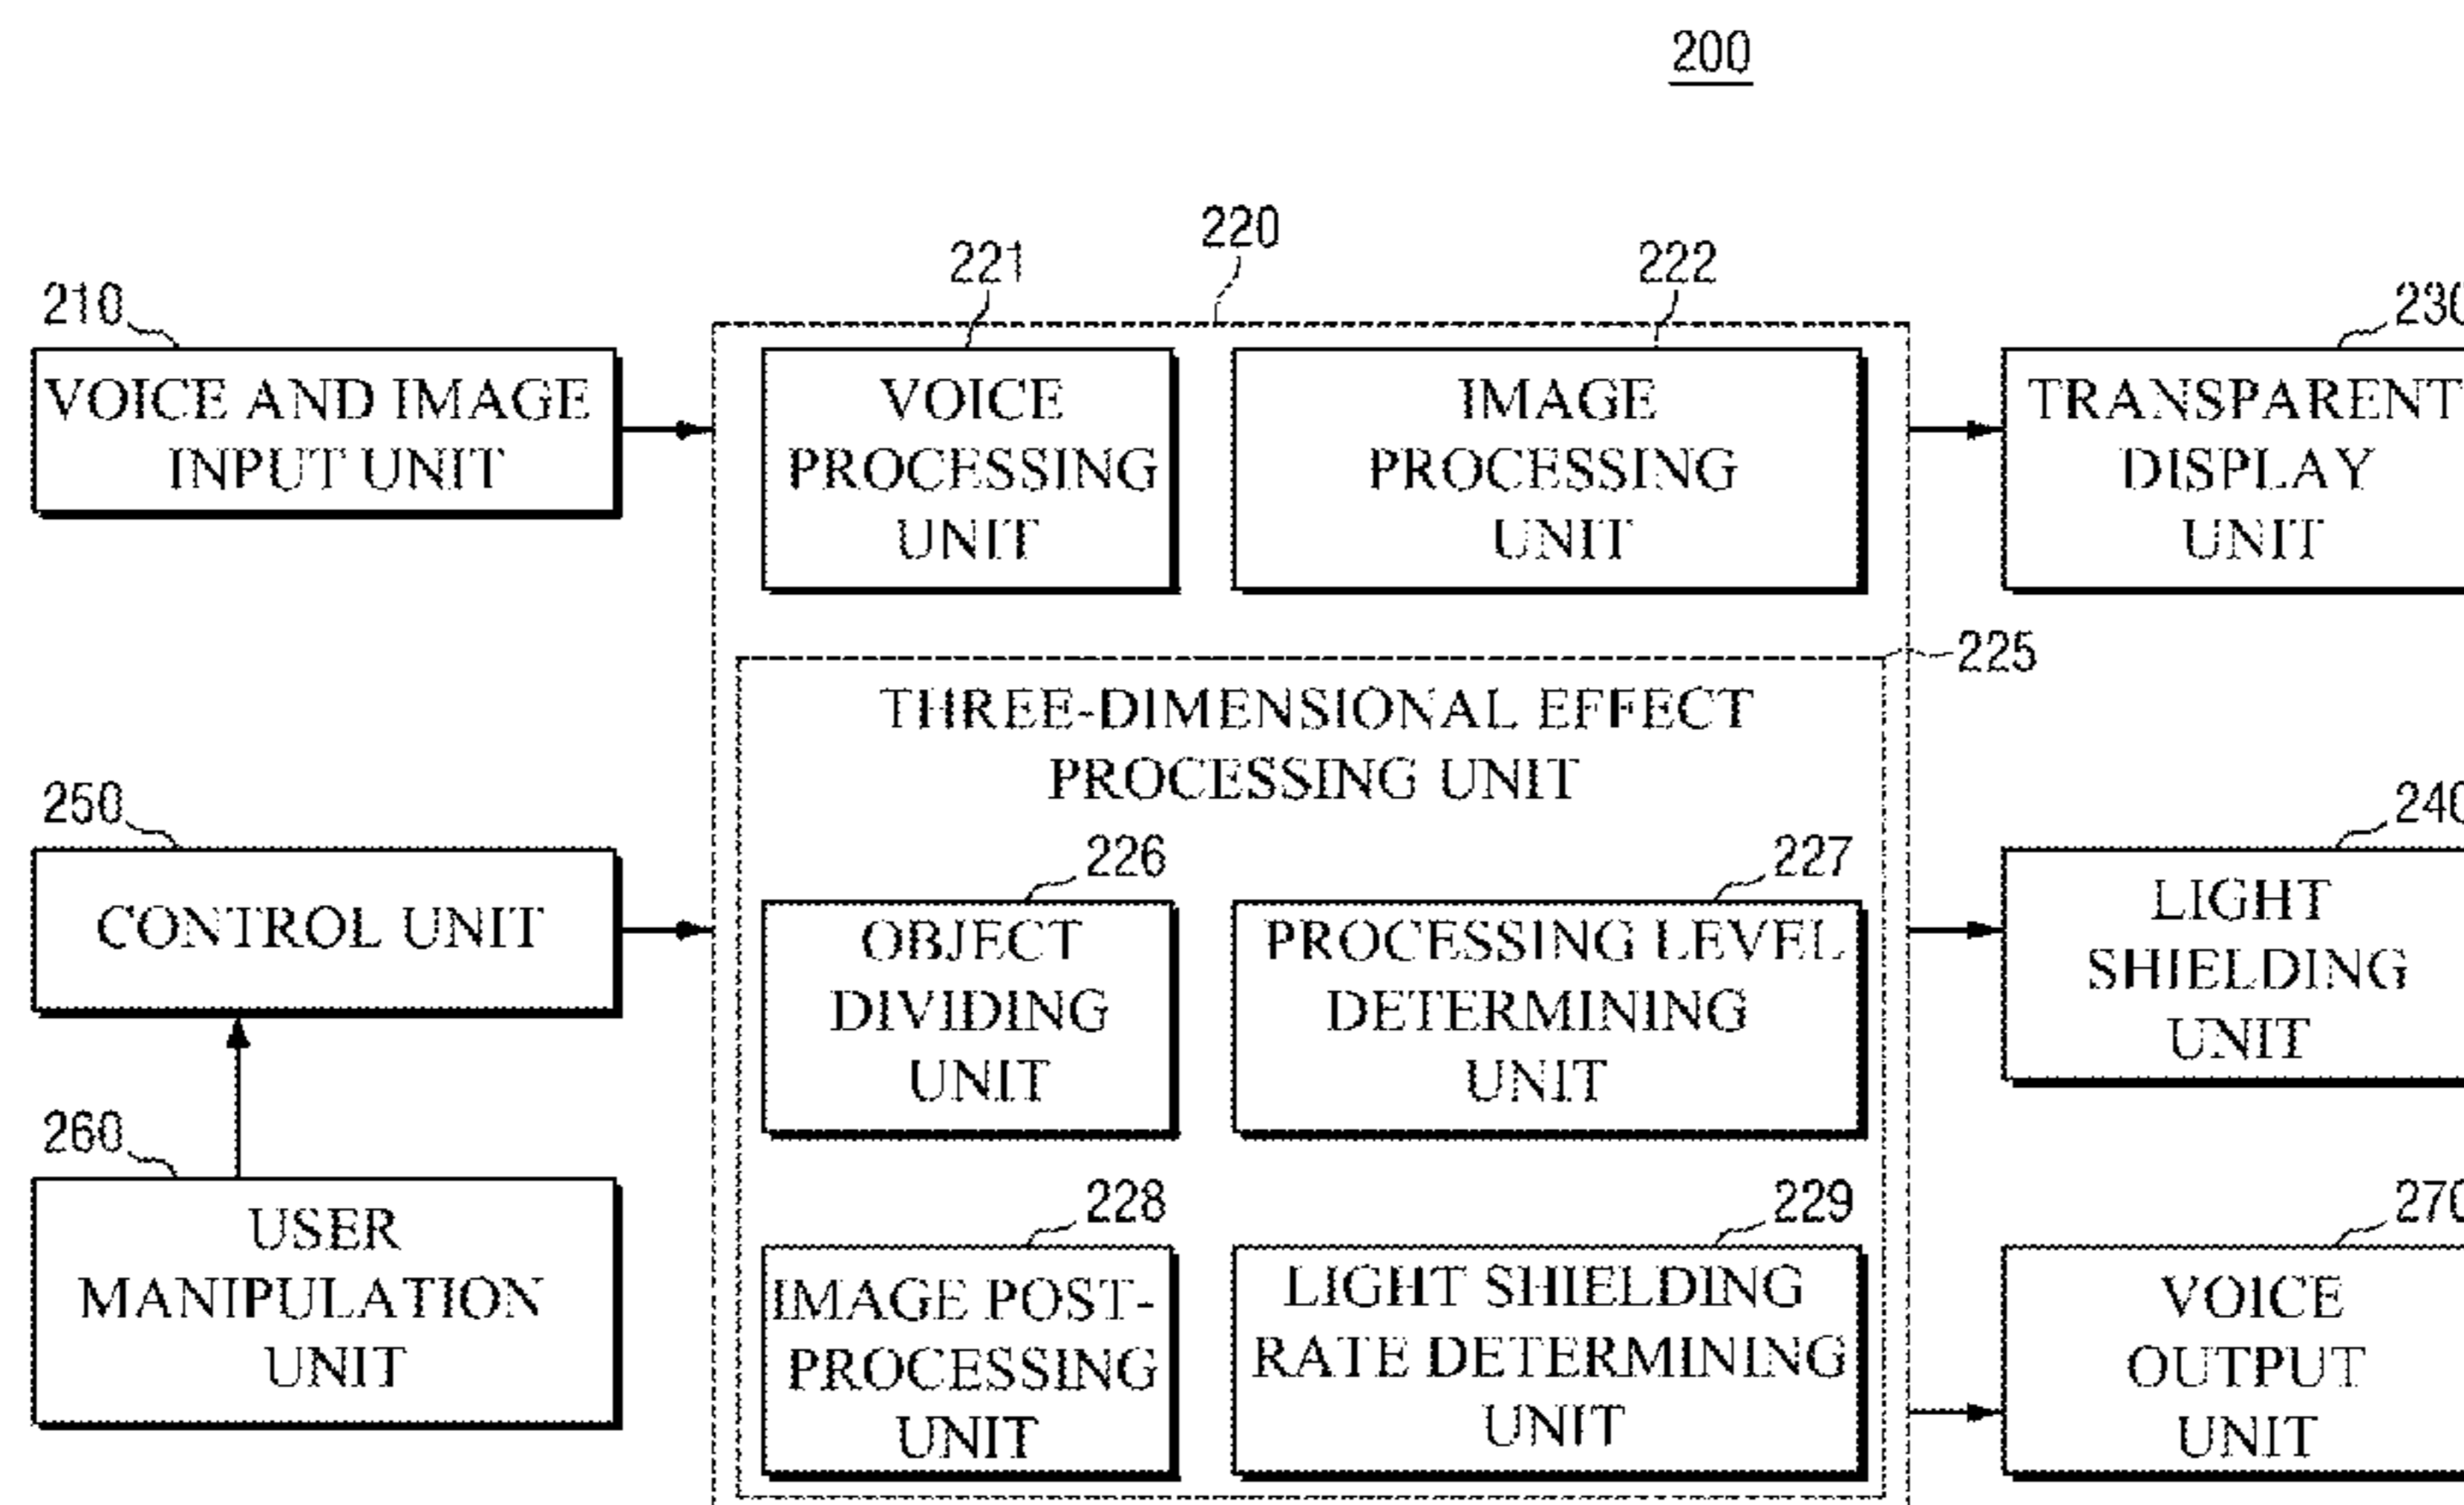 200
220
221
222
210
230
VOICE AND IMAGE
INPUT UNIT
VOICE
PROCESSING
UNIT
IMAGE
PROCESSING
UNIT
TRANSPARENT
DISPLAY
UNIT
225
THREE-DIMENSIONAL EFFECT
PROCESSING UNIT
250
240
CONTROL UNIT
226
227
OBJECT
DIVIDING
UNIT
PROCESSING LEVEL
DETERMINING
UNIT
LIGHT
SHIELDING
UNIT
260
USER
MANIPULATION
UNIT
228
229
270
IMAGE POST-
PROCESSING
UNIT
LIGHT SHIELDING
RATE DETERMINING
UNIT
VOICE
OUTPUT
UNIT